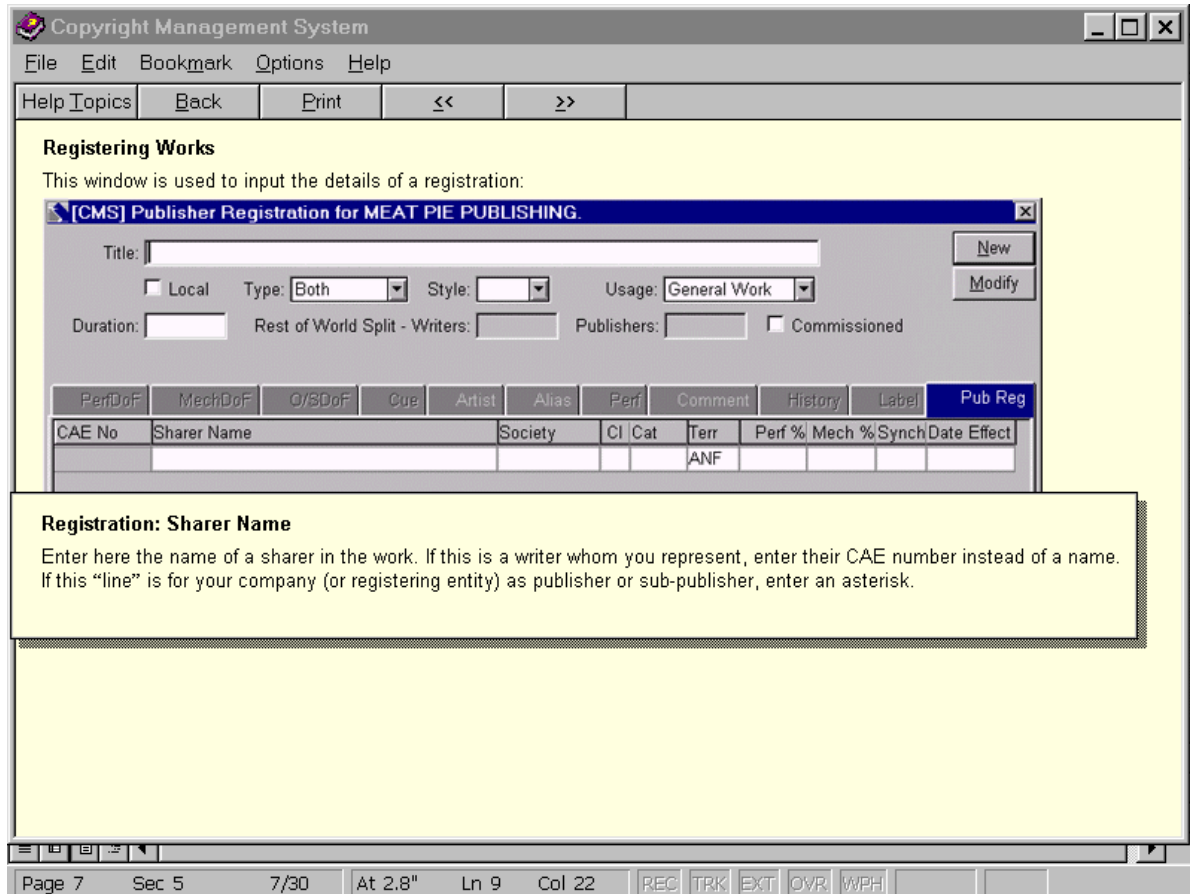 Copyright Management System
File Edit Bookmark Options Help
Help Topics Back Print << >>
Registering Works
This window is used to input the details of a registration:
[CMS] Publisher Registration for MEAT PIE PUBLISHING.
Title: New
Local Type: Both Style: Usage: General Work Modify
Duration: Rest of World Split - Writers: Publishers: Commissioned
PerfDoF MechDoF O/SDoF Cue Artist Alias Perf Comment History Label Pub Reg
CAE No Sharer Name Society Cl Cat Terr Perf % Mech % Synch Date Effect
ANF
Registration: Sharer Name
Enter here the name of a sharer in the work. If this is a writer whom you represent, enter their CAE number instead of a name.
If this “line” is for your company (or registering entity) as publisher or sub-publisher, enter an asterisk.
Page 7 Sec 5 7/30 At 2.8" Ln 9 Col 22 REC TRK EXT OVR WPH